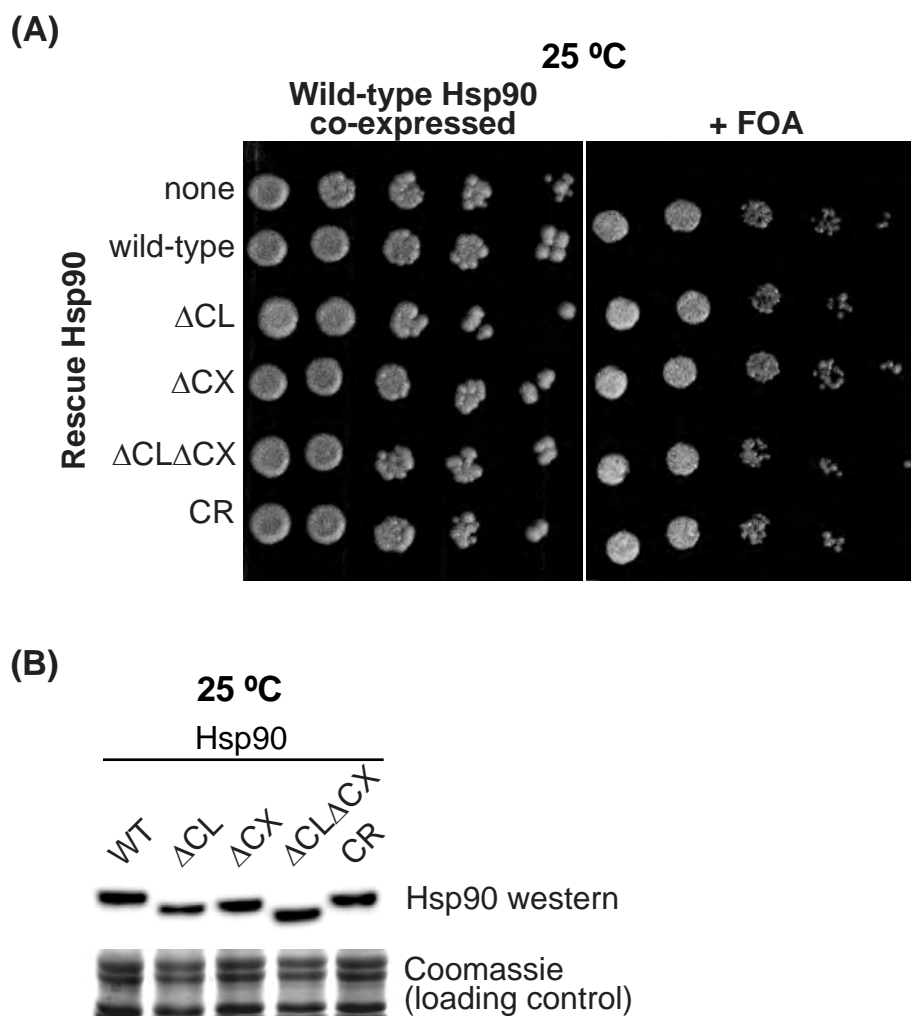 (A)
25 ºC
Wild-type Hsp90
co-expressed
+ FOA
Rescue Hsp90
none
wild-type
ΔCL
ΔCX
ΔCLΔCX
CR
(B)
25 ºC
Hsp90
WT
ΔCL
ΔCX
ΔCLΔCX
CR
Hsp90 western
Coomassie
(loading control)